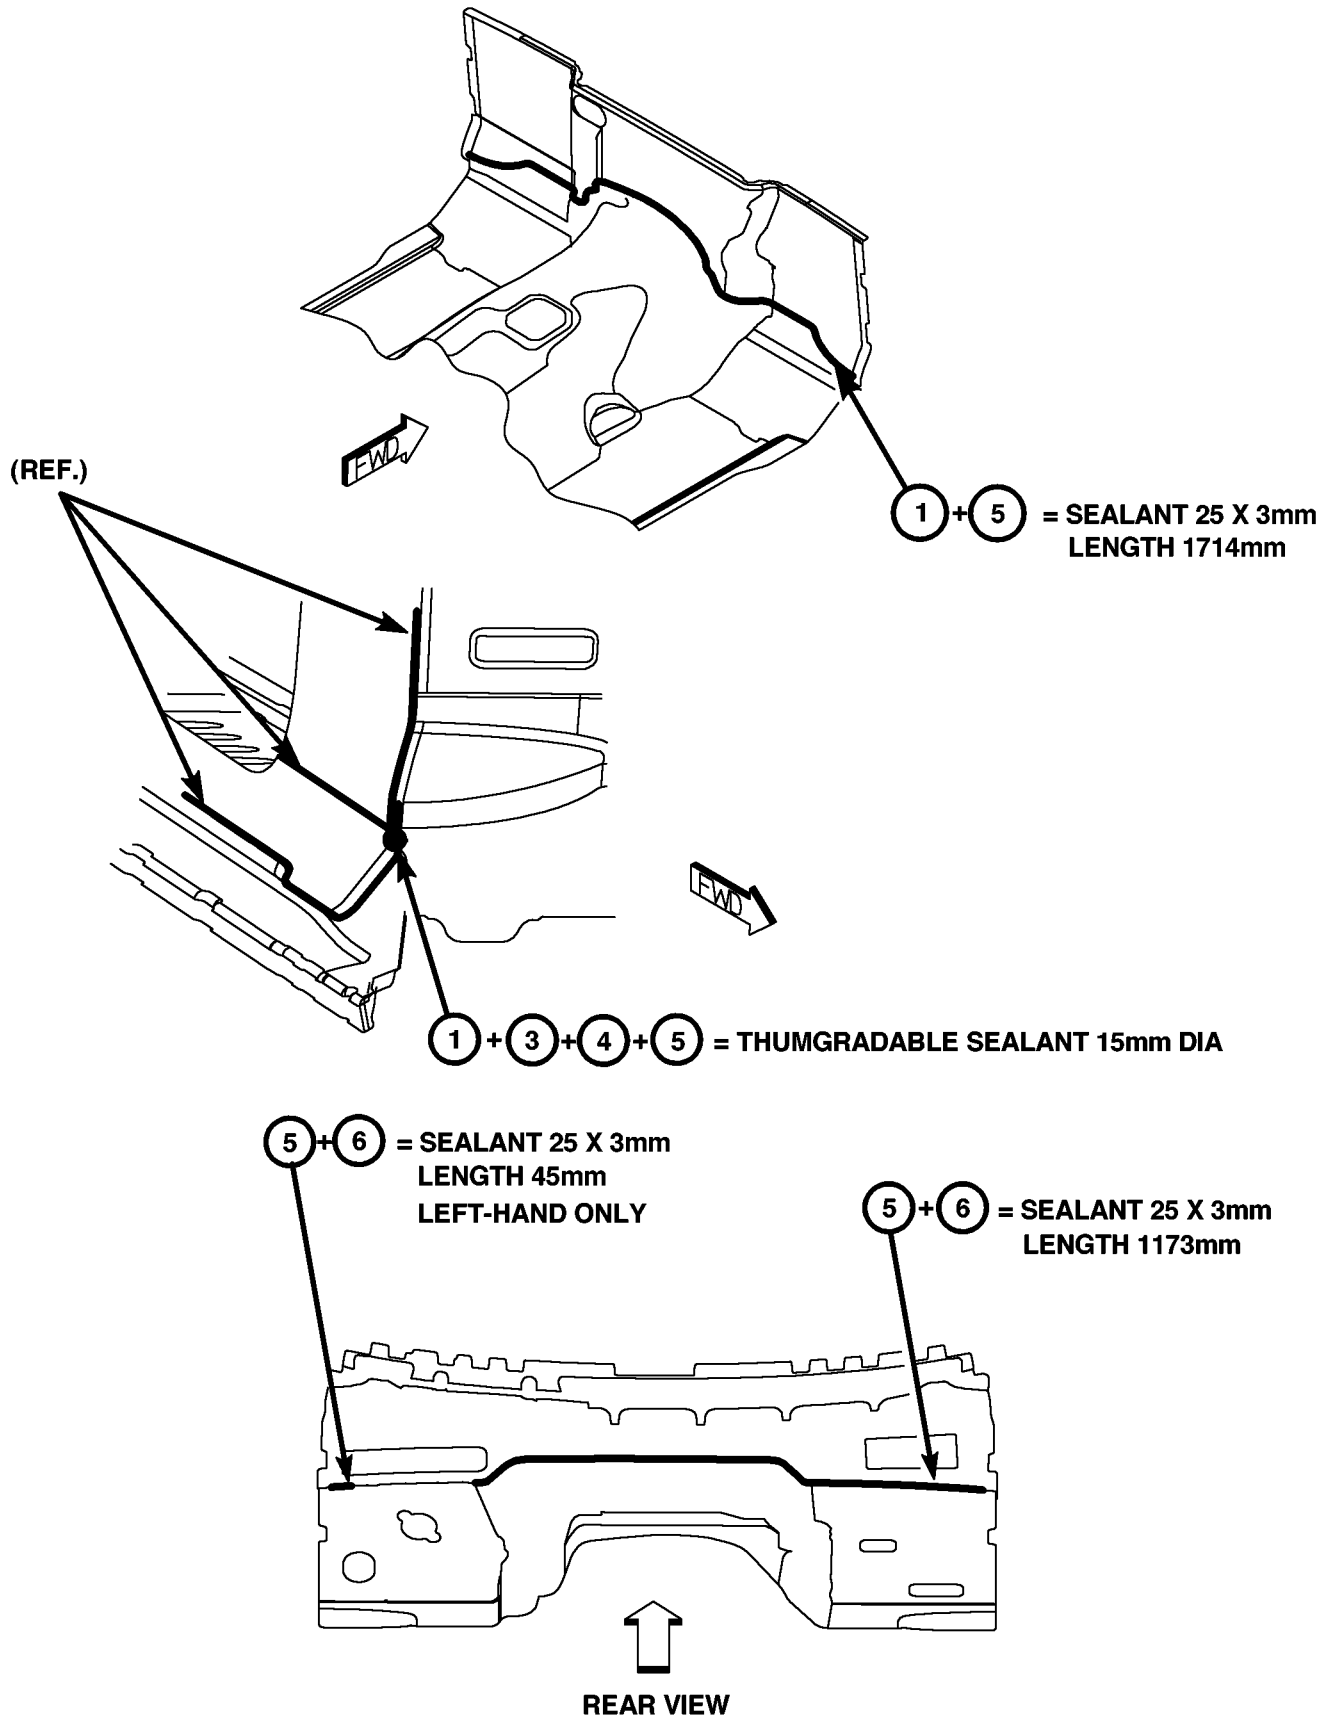 FWD
(REF.)
1 + 5 = SEALANT 25 X 3mm
LENGTH 1714mm
FWD
1 + 3 + 4 + 5 = THUMGRADABLE SEALANT 15mm DIA
5 + 6 = SEALANT 25 X 3mm
LENGTH 45mm
LEFT-HAND ONLY
5 + 6 = SEALANT 25 X 3mm
LENGTH 1173mm
REAR VIEW